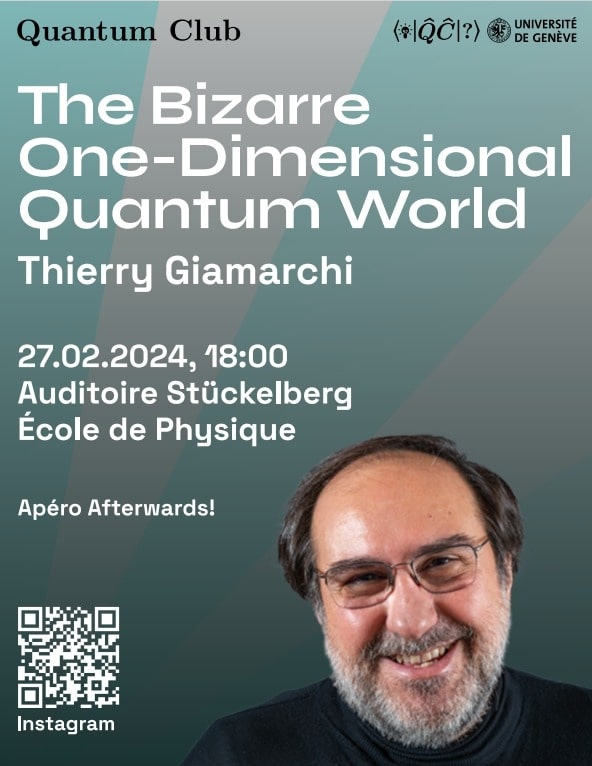 Quantum Club
⟨💡|Q̂Ĉ|?⟩ UNIVERSITÉ
DE GENÈVE
The Bizarre
One-Dimensional
Quantum World
Thierry Giamarchi
27.02.2024, 18:00
Auditoire Stückelberg
École de Physique
Apéro Afterwards!
Instagram